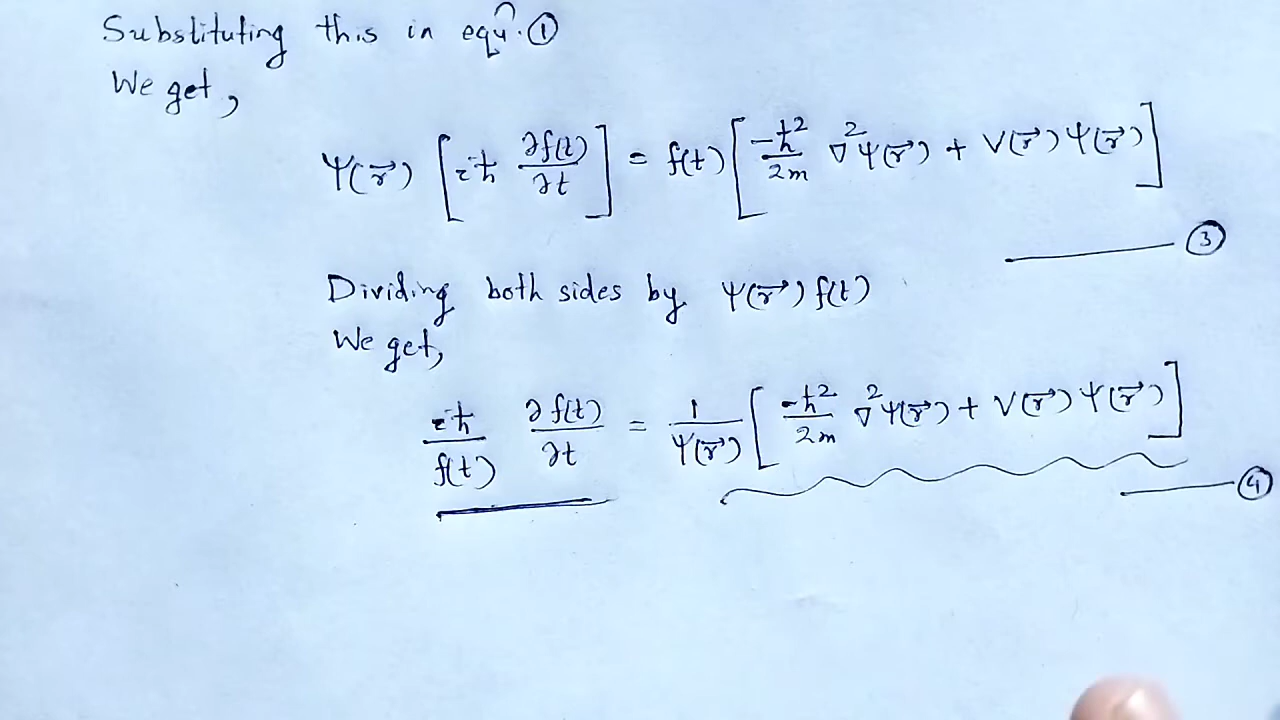 Substituting this in equn. ①
We get,
Ψ(r⃗) [iħ ∂f(t)/∂t] = f(t) [-ħ²/2m ∇²Ψ(r⃗) + V(r⃗) Ψ(r⃗)]
③
Dividing both sides by Ψ(r⃗) f(t)
We get,
iħ/f(t) ∂f(t)/∂t = 1/Ψ(r⃗) [-ħ²/2m ∇²Ψ(r⃗) + V(r⃗) Ψ(r⃗)]
④